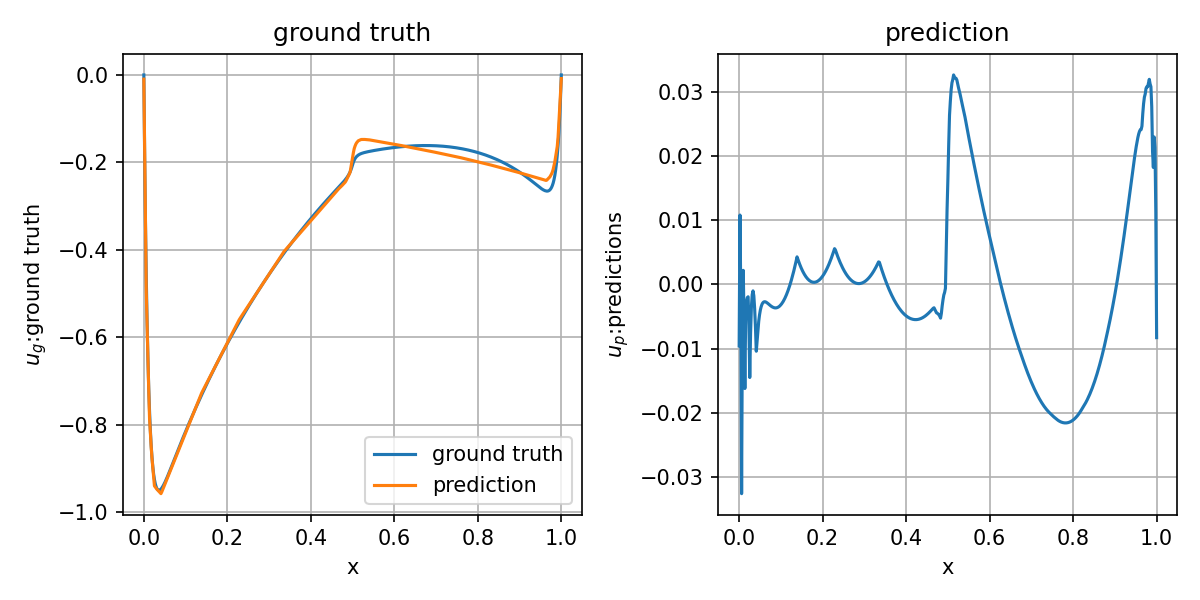 ground truth
0.0
−0.2
−0.4
−0.6
−0.8
−1.0
u_g:ground truth
ground truth
prediction
0.0 0.2 0.4 0.6 0.8 1.0
x
prediction
0.03
0.02
0.01
0.00
−0.01
−0.02
−0.03
u_p:predictions
0.0 0.2 0.4 0.6 0.8 1.0
x